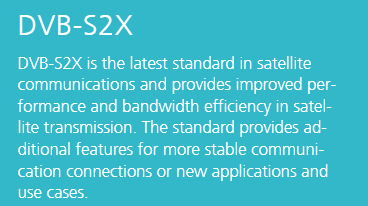 DVB-S2X
DVB-S2X is the latest standard in satellite
communications and provides improved per-
formance and bandwidth efficiency in satel-
lite transmission. The standard provides ad-
ditional features for more stable communi-
cation connections or new applications and
use cases.